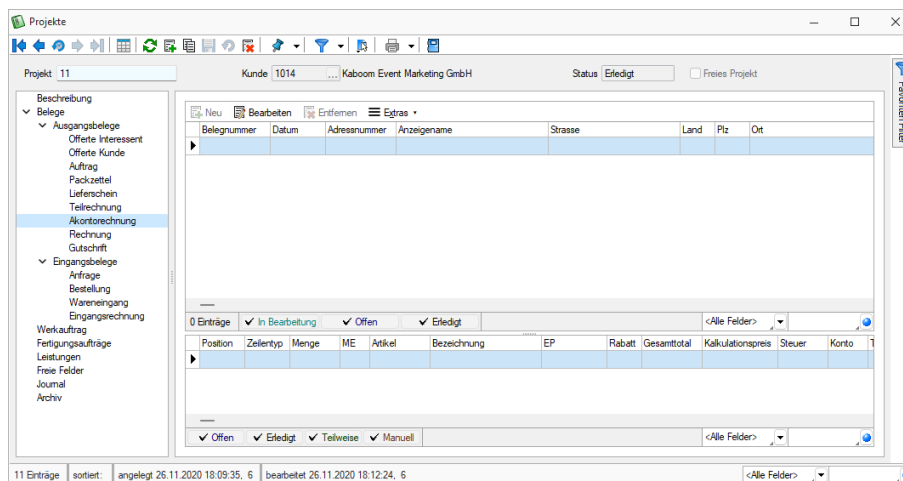 Projekte
Projekt 11 Kunde 1014 ... Kaboom Event Marketing GmbH Status Erledigt Freies Projekt
Favoriten Filter
Beschreibung
Belege
Ausgangsbelege
Offerte Interessent
Offerte Kunde
Auftrag
Packzettel
Lieferschein
Teilrechnung
Akontorechnung
Rechnung
Gutschrift
Eingangsbelege
Anfrage
Bestellung
Wareneingang
Eingangsrechnung
Werkauftrag
Fertigungsaufträge
Leistungen
Freie Felder
Journal
Archiv
Neu Bearbeiten Entfernen Extras
Belegnummer Datum Adressnummer Anzeigename Strasse Land Plz Ort
0 Einträge In Bearbeitung Offen Erledigt <Alle Felder>
Position Zeilentyp Menge ME Artikel Bezeichnung EP Rabatt Gesamttotal Kalkulationspreis Steuer Konto T
Offen Erledigt Teilweise Manuell <Alle Felder>
11 Einträge sortiert: angelegt 26.11.2020 18:09:35, 6 bearbeitet 26.11.2020 18:12:24, 6 <Alle Felder>